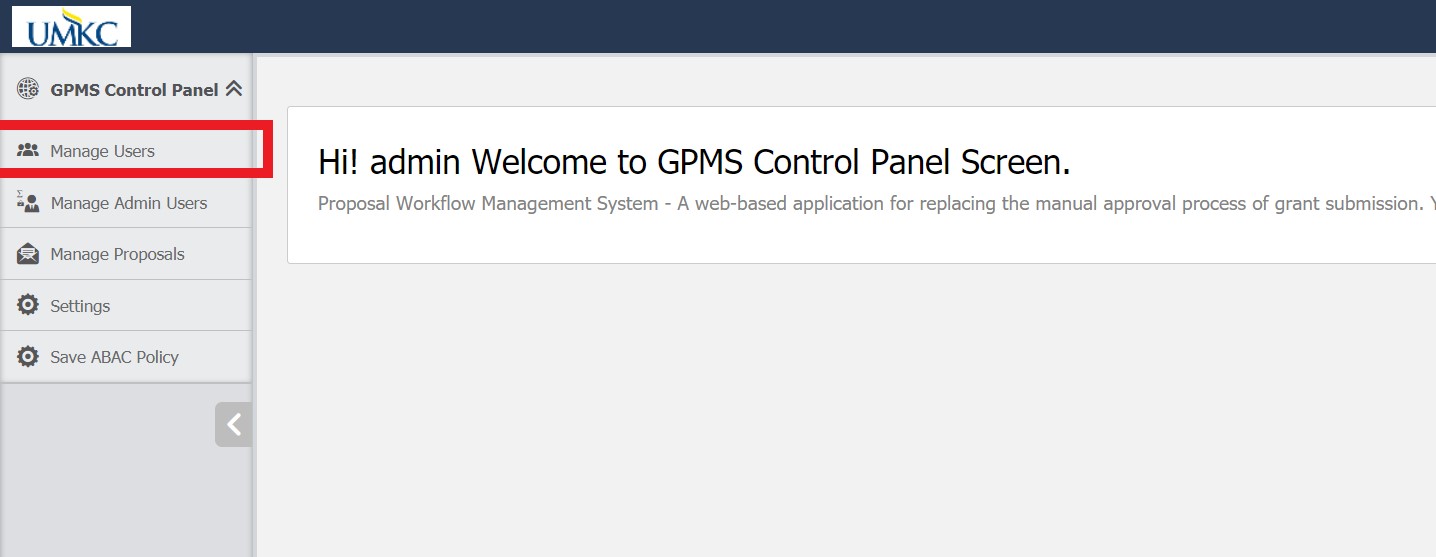 UMKC
GPMS Control Panel
Manage Users
Manage Admin Users
Manage Proposals
Settings
Save ABAC Policy
Hi! admin Welcome to GPMS Control Panel Screen.
Proposal Workflow Management System - A web-based application for replacing the manual approval process of grant submission.